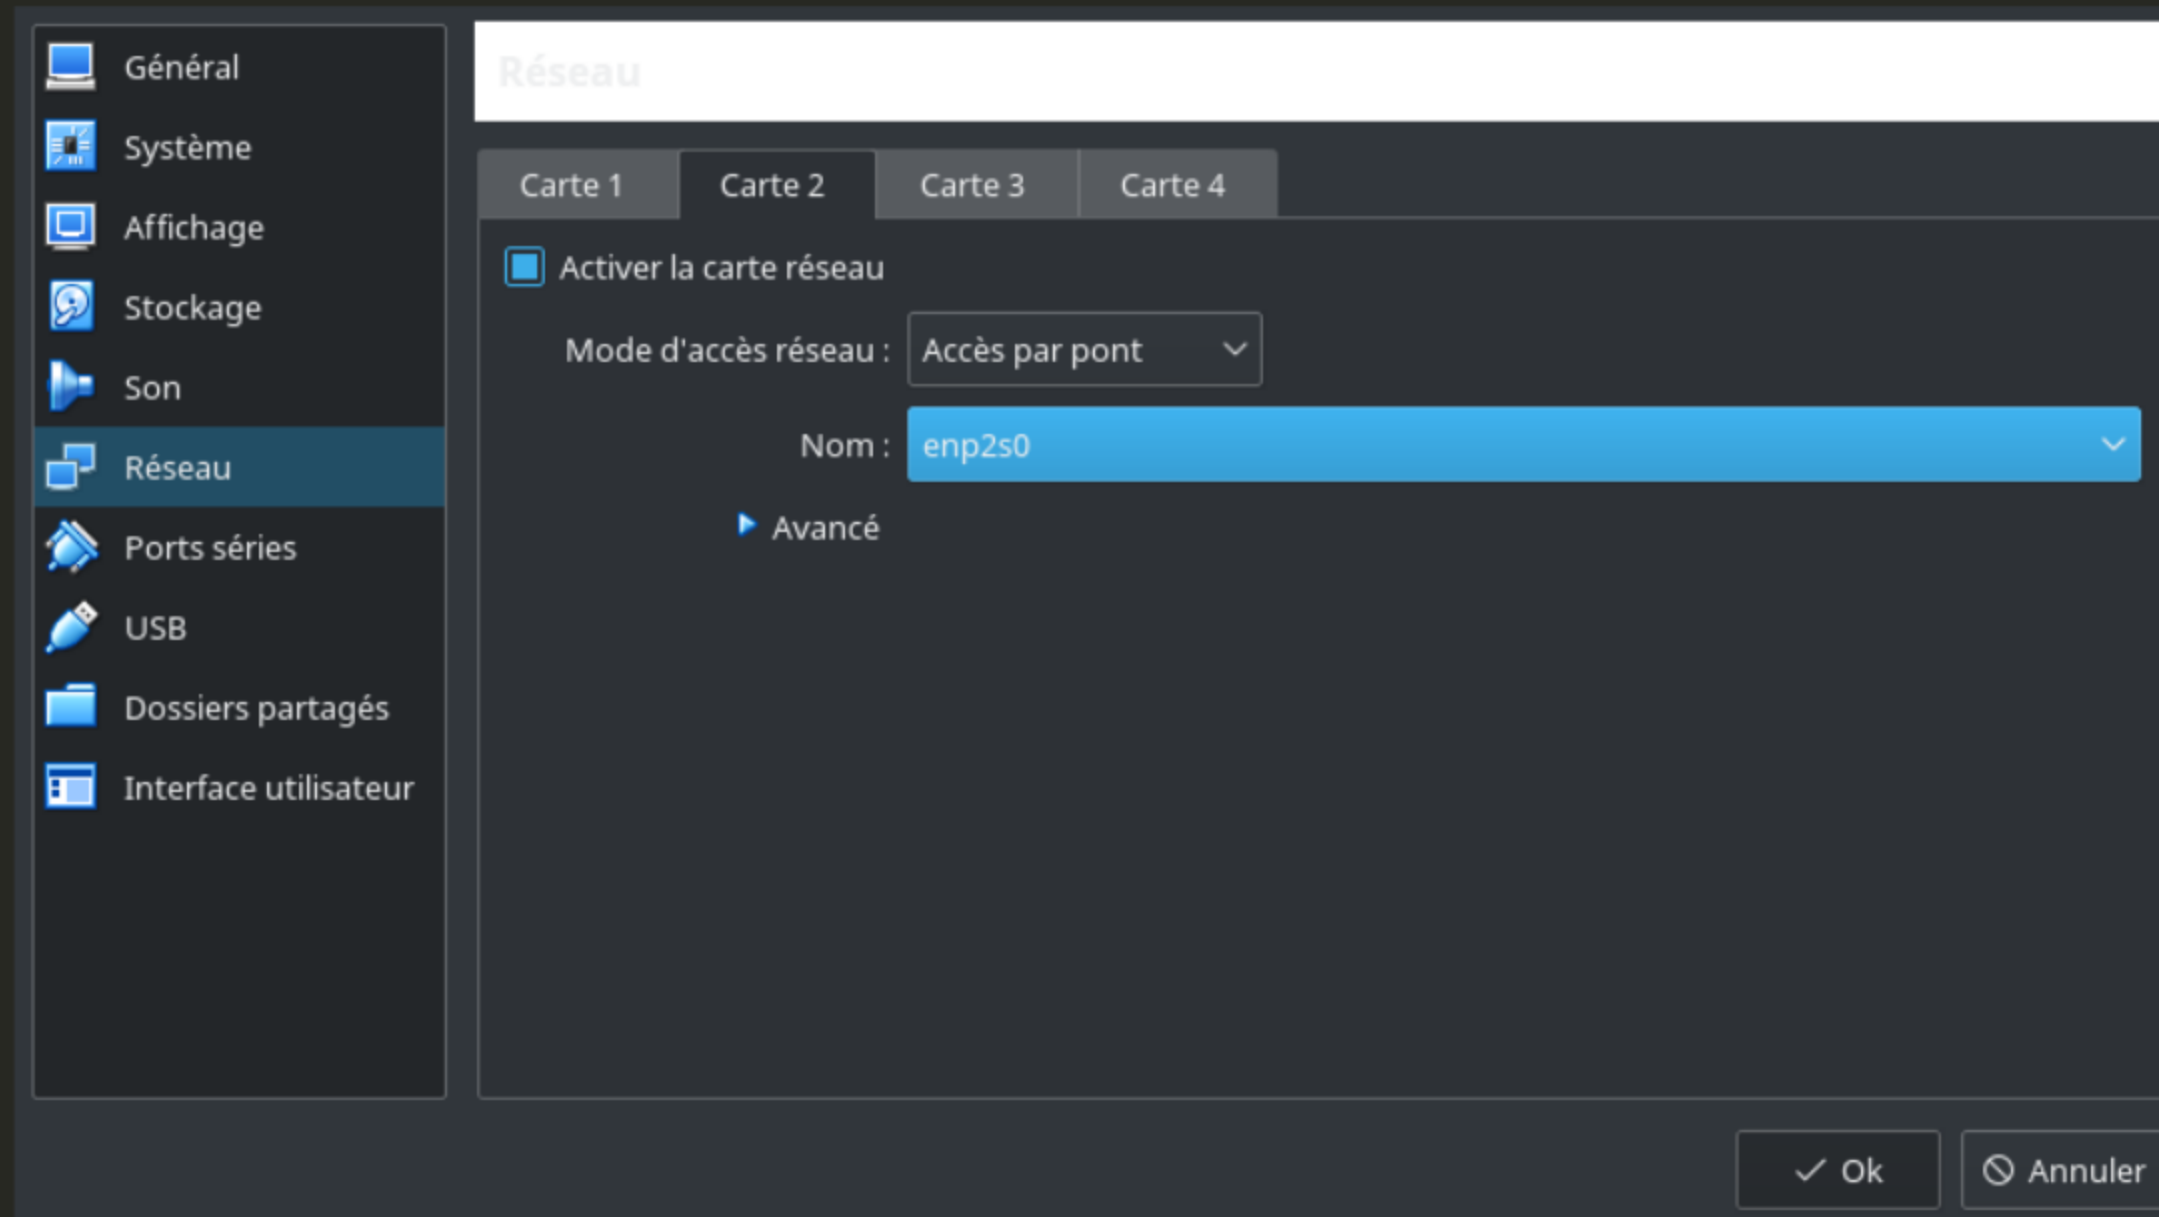 Général
Système
Affichage
Stockage
Son
Réseau
Ports séries
USB
Dossiers partagés
Interface utilisateur
Réseau
Carte 1
Carte 2
Carte 3
Carte 4
Activer la carte réseau
Mode d'accès réseau : Accès par pont
Nom : enp2s0
Avancé
Ok
Annuler